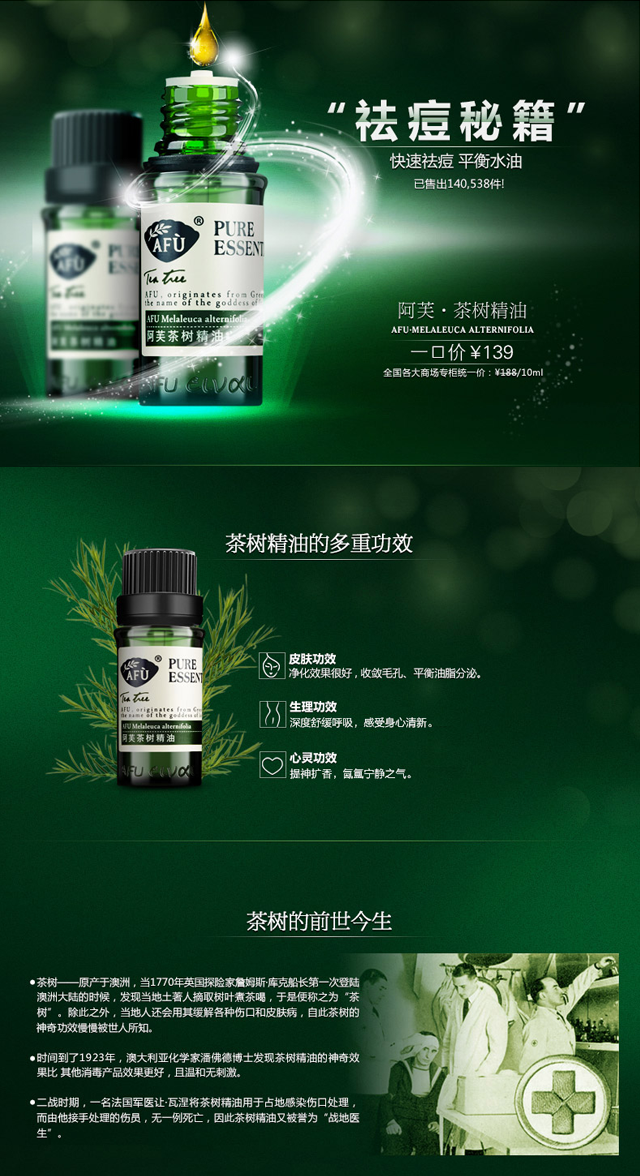 “祛痘秘籍”
快速祛痘 平衡水油
已售出140,538件!
AFÙ
PURE
ESSENT
Tea tree
AFÙ
®
PURE
ESSENT
Tea tree
AFU. originates from Gre
the name of the goddess of
AFU Melaleuca alternifolia
阿芙茶树精油
阿芙·茶树精油
AFU·MELALEUCA ALTERNIFOLIA
一口价¥139
全国各大商场专柜统一价:¥188/10ml
茶树精油的多重功效
AFÙ
®
PURE
ESSENT
Tea tree
AFU. originates from Gre
the name of the goddess of
AFU Melaleuca alternifolia
阿芙茶树精油
皮肤功效
净化效果很好，收敛毛孔、平衡油脂分泌。
生理功效
深度舒缓呼吸，感受身心清新。
心灵功效
提神扩香，氤氲宁静之气。
茶树的前世今生
●茶树——原产于澳洲，当1770年英国探险家詹姆斯·库克船长第一次登陆
澳洲大陆的时候，发现当地土著人摘取树叶煮茶喝，于是便称之为“茶
树”。除此之外，当地人还会用其缓解各种伤口和皮肤病，自此茶树的
神奇功效慢慢被世人所知。
●时间到了1923年，澳大利亚化学家潘佛德博士发现茶树精油的神奇效
果比 其他消毒产品效果更好，且温和无刺激。
●二战时期，一名法国军医让·瓦涅将茶树精油用于占地感染伤口处理，
而由他接手处理的伤员，无一例死亡，因此茶树精油又被誉为“战地医
生”。